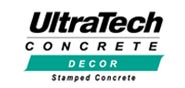 UltraTech
CONCRETE
DECOR
Stamped Concrete